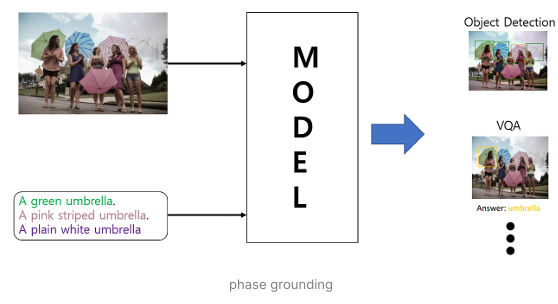 Object Detection
M
O
D
E
L
VQA
A green umbrella.
A pink striped umbrella.
A plain white umbrella
Answer: umbrella
phase grounding